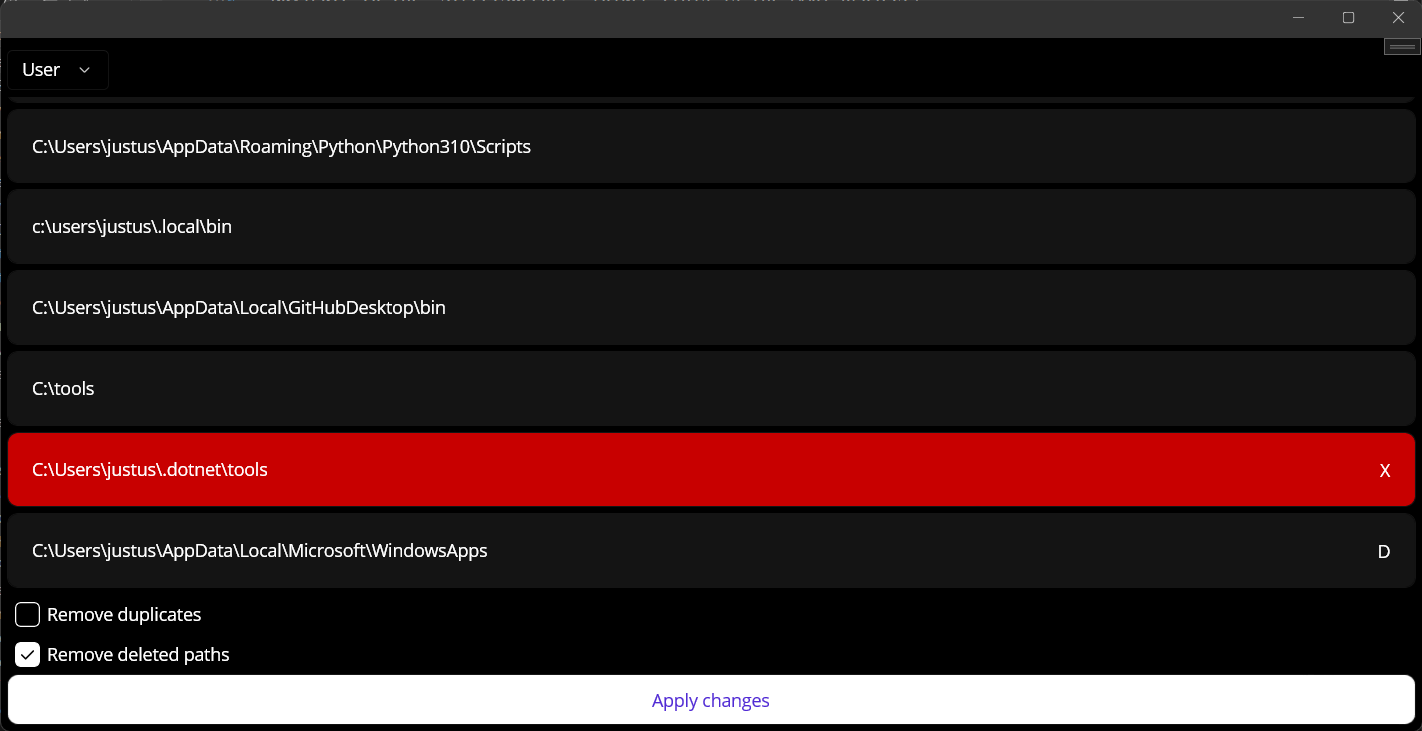 User
C:\Users\justus\AppData\Roaming\Python\Python310\Scripts
c:\users\justus\.local\bin
C:\Users\justus\AppData\Local\GitHubDesktop\bin
C:\tools
C:\Users\justus\.dotnet\tools X
C:\Users\justus\AppData\Local\Microsoft\WindowsApps D
Remove duplicates
Remove deleted paths
Apply changes